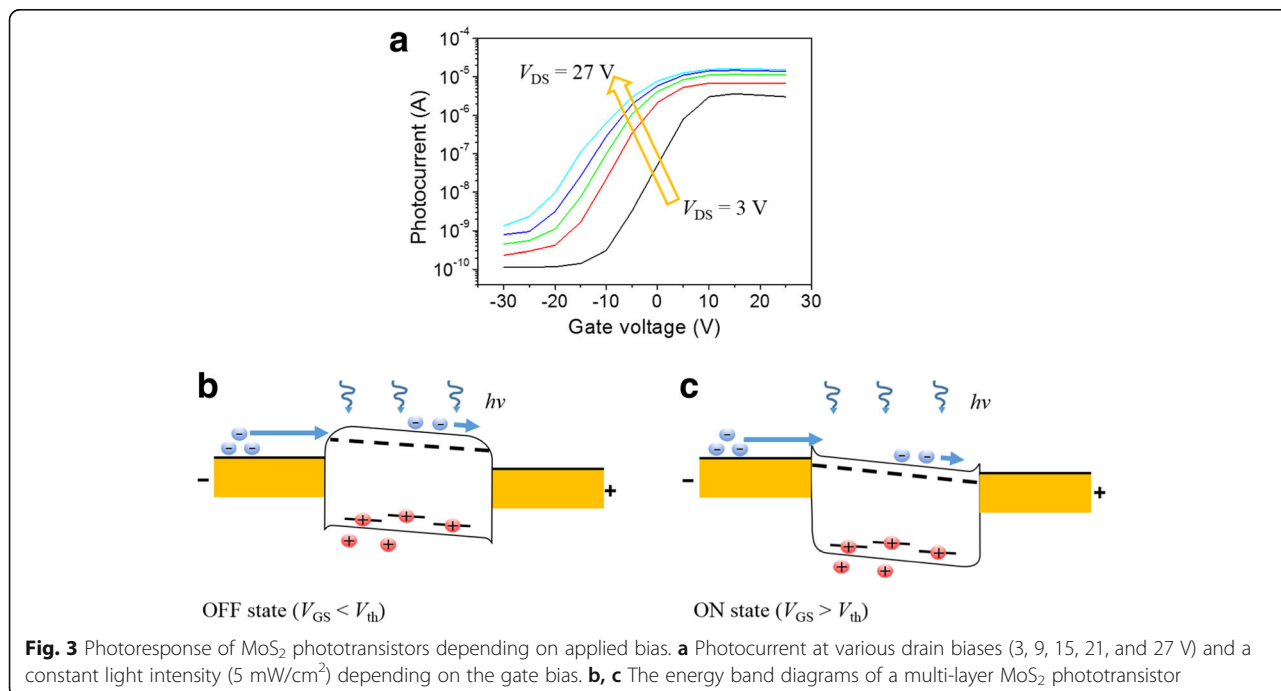 a
10⁻⁴
10⁻⁵
10⁻⁶
10⁻⁷
10⁻⁸
10⁻⁹
10⁻¹⁰
Photocurrent (A)
V_DS = 27 V
V_DS = 3 V
-30 -20 -10 0 10 20 30
Gate voltage (V)
b
hν
- +
OFF state (V_GS < V_th)
c
hν
- +
ON state (V_GS > V_th)
Fig. 3 Photoresponse of MoS₂ phototransistors depending on applied bias. a Photocurrent at various drain biases (3, 9, 15, 21, and 27 V) and a
constant light intensity (5 mW/cm²) depending on the gate bias. b, c The energy band diagrams of a multi-layer MoS₂ phototransistor